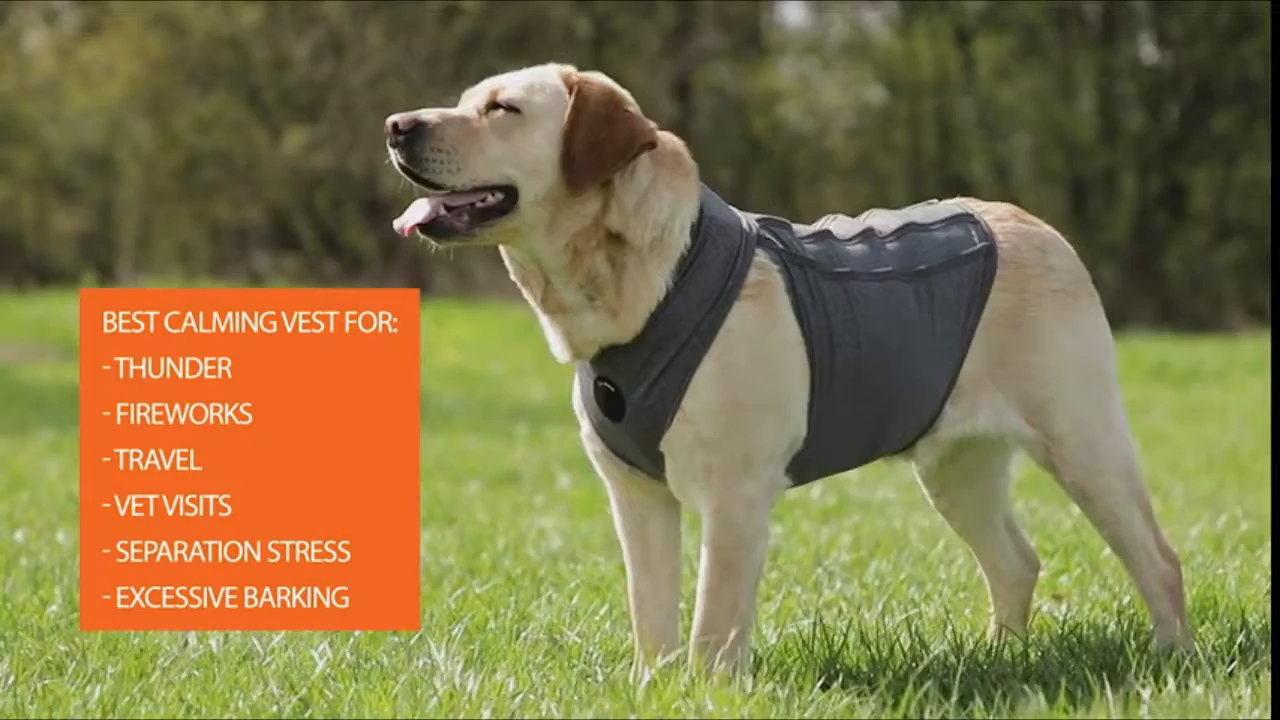 BEST CALMING VEST FOR:
- THUNDER
- FIREWORKS
- TRAVEL
- VET VISITS
- SEPARATION STRESS
- EXCESSIVE BARKING